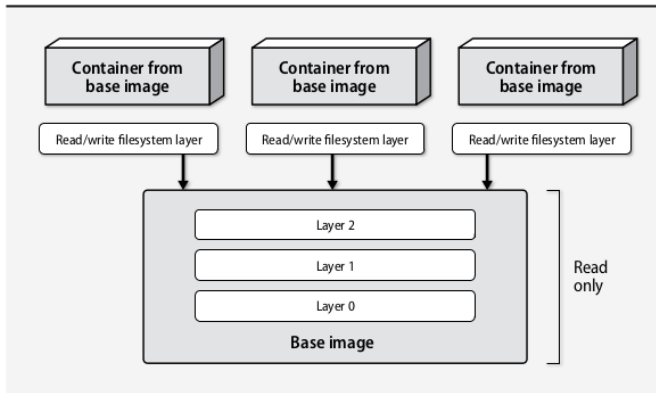 Container from
base image
Container from
base image
Container from
base image
Read/write filesystem layer
Read/write filesystem layer
Read/write filesystem layer
Layer 2
Layer 1
Layer 0
Base image
Read
only